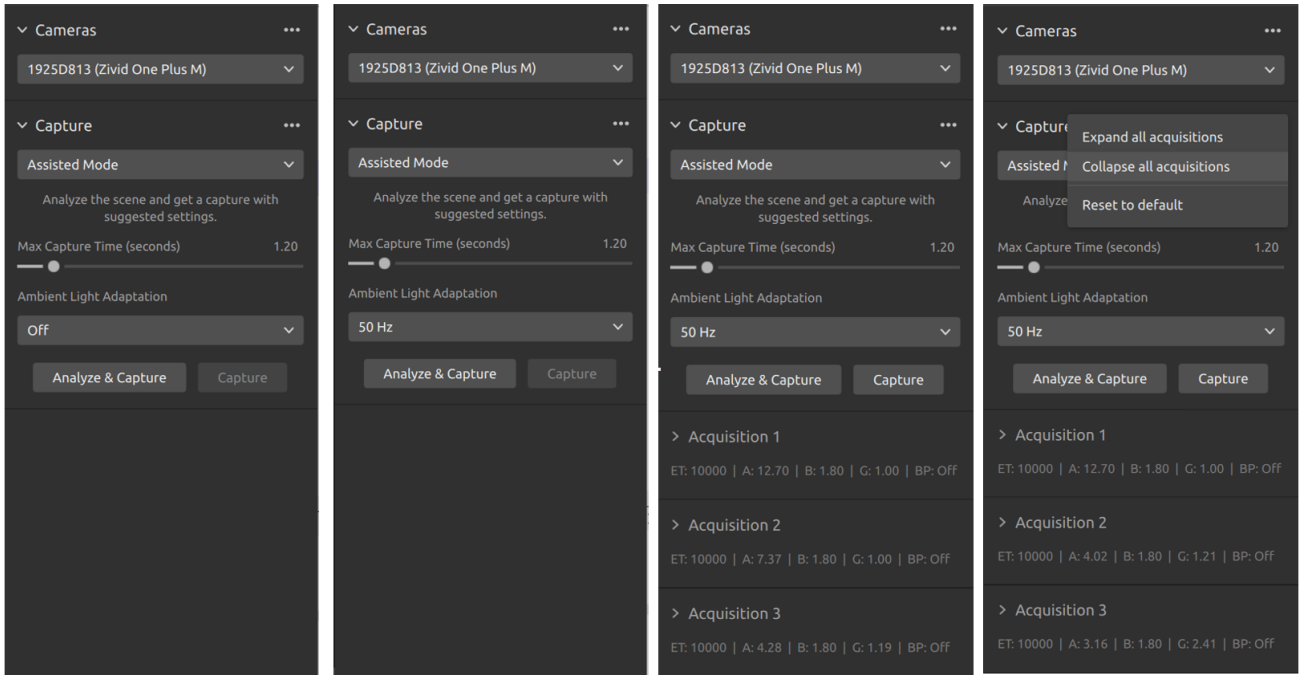 Cameras
1925D813 (Zivid One Plus M)
Capture
Assisted Mode
Analyze the scene and get a capture with
suggested settings.
Max Capture Time (seconds) 1.20
Ambient Light Adaptation
Off
Analyze & Capture Capture
Cameras
1925D813 (Zivid One Plus M)
Capture
Assisted Mode
Analyze the scene and get a capture with
suggested settings.
Max Capture Time (seconds) 1.20
Ambient Light Adaptation
50 Hz
Analyze & Capture Capture
Cameras
1925D813 (Zivid One Plus M)
Capture
Assisted Mode
Analyze the scene and get a capture with
suggested settings.
Max Capture Time (seconds) 1.20
Ambient Light Adaptation
50 Hz
Analyze & Capture Capture
Acquisition 1
ET: 10000 | A: 12.70 | B: 1.80 | G: 1.00 | BP: Off
Acquisition 2
ET: 10000 | A: 7.37 | B: 1.80 | G: 1.00 | BP: Off
Acquisition 3
ET: 10000 | A: 4.28 | B: 1.80 | G: 1.19 | BP: Off
Cameras
1925D813 (Zivid One Plus M)
Capture
Expand all acquisitions
Assisted M
Collapse all acquisitions
Analyze
Reset to default
Max Capture Time (seconds) 1.20
Ambient Light Adaptation
50 Hz
Analyze & Capture Capture
Acquisition 1
ET: 10000 | A: 12.70 | B: 1.80 | G: 1.00 | BP: Off
Acquisition 2
ET: 10000 | A: 4.02 | B: 1.80 | G: 1.21 | BP: Off
Acquisition 3
ET: 10000 | A: 3.16 | B: 1.80 | G: 2.41 | BP: Off